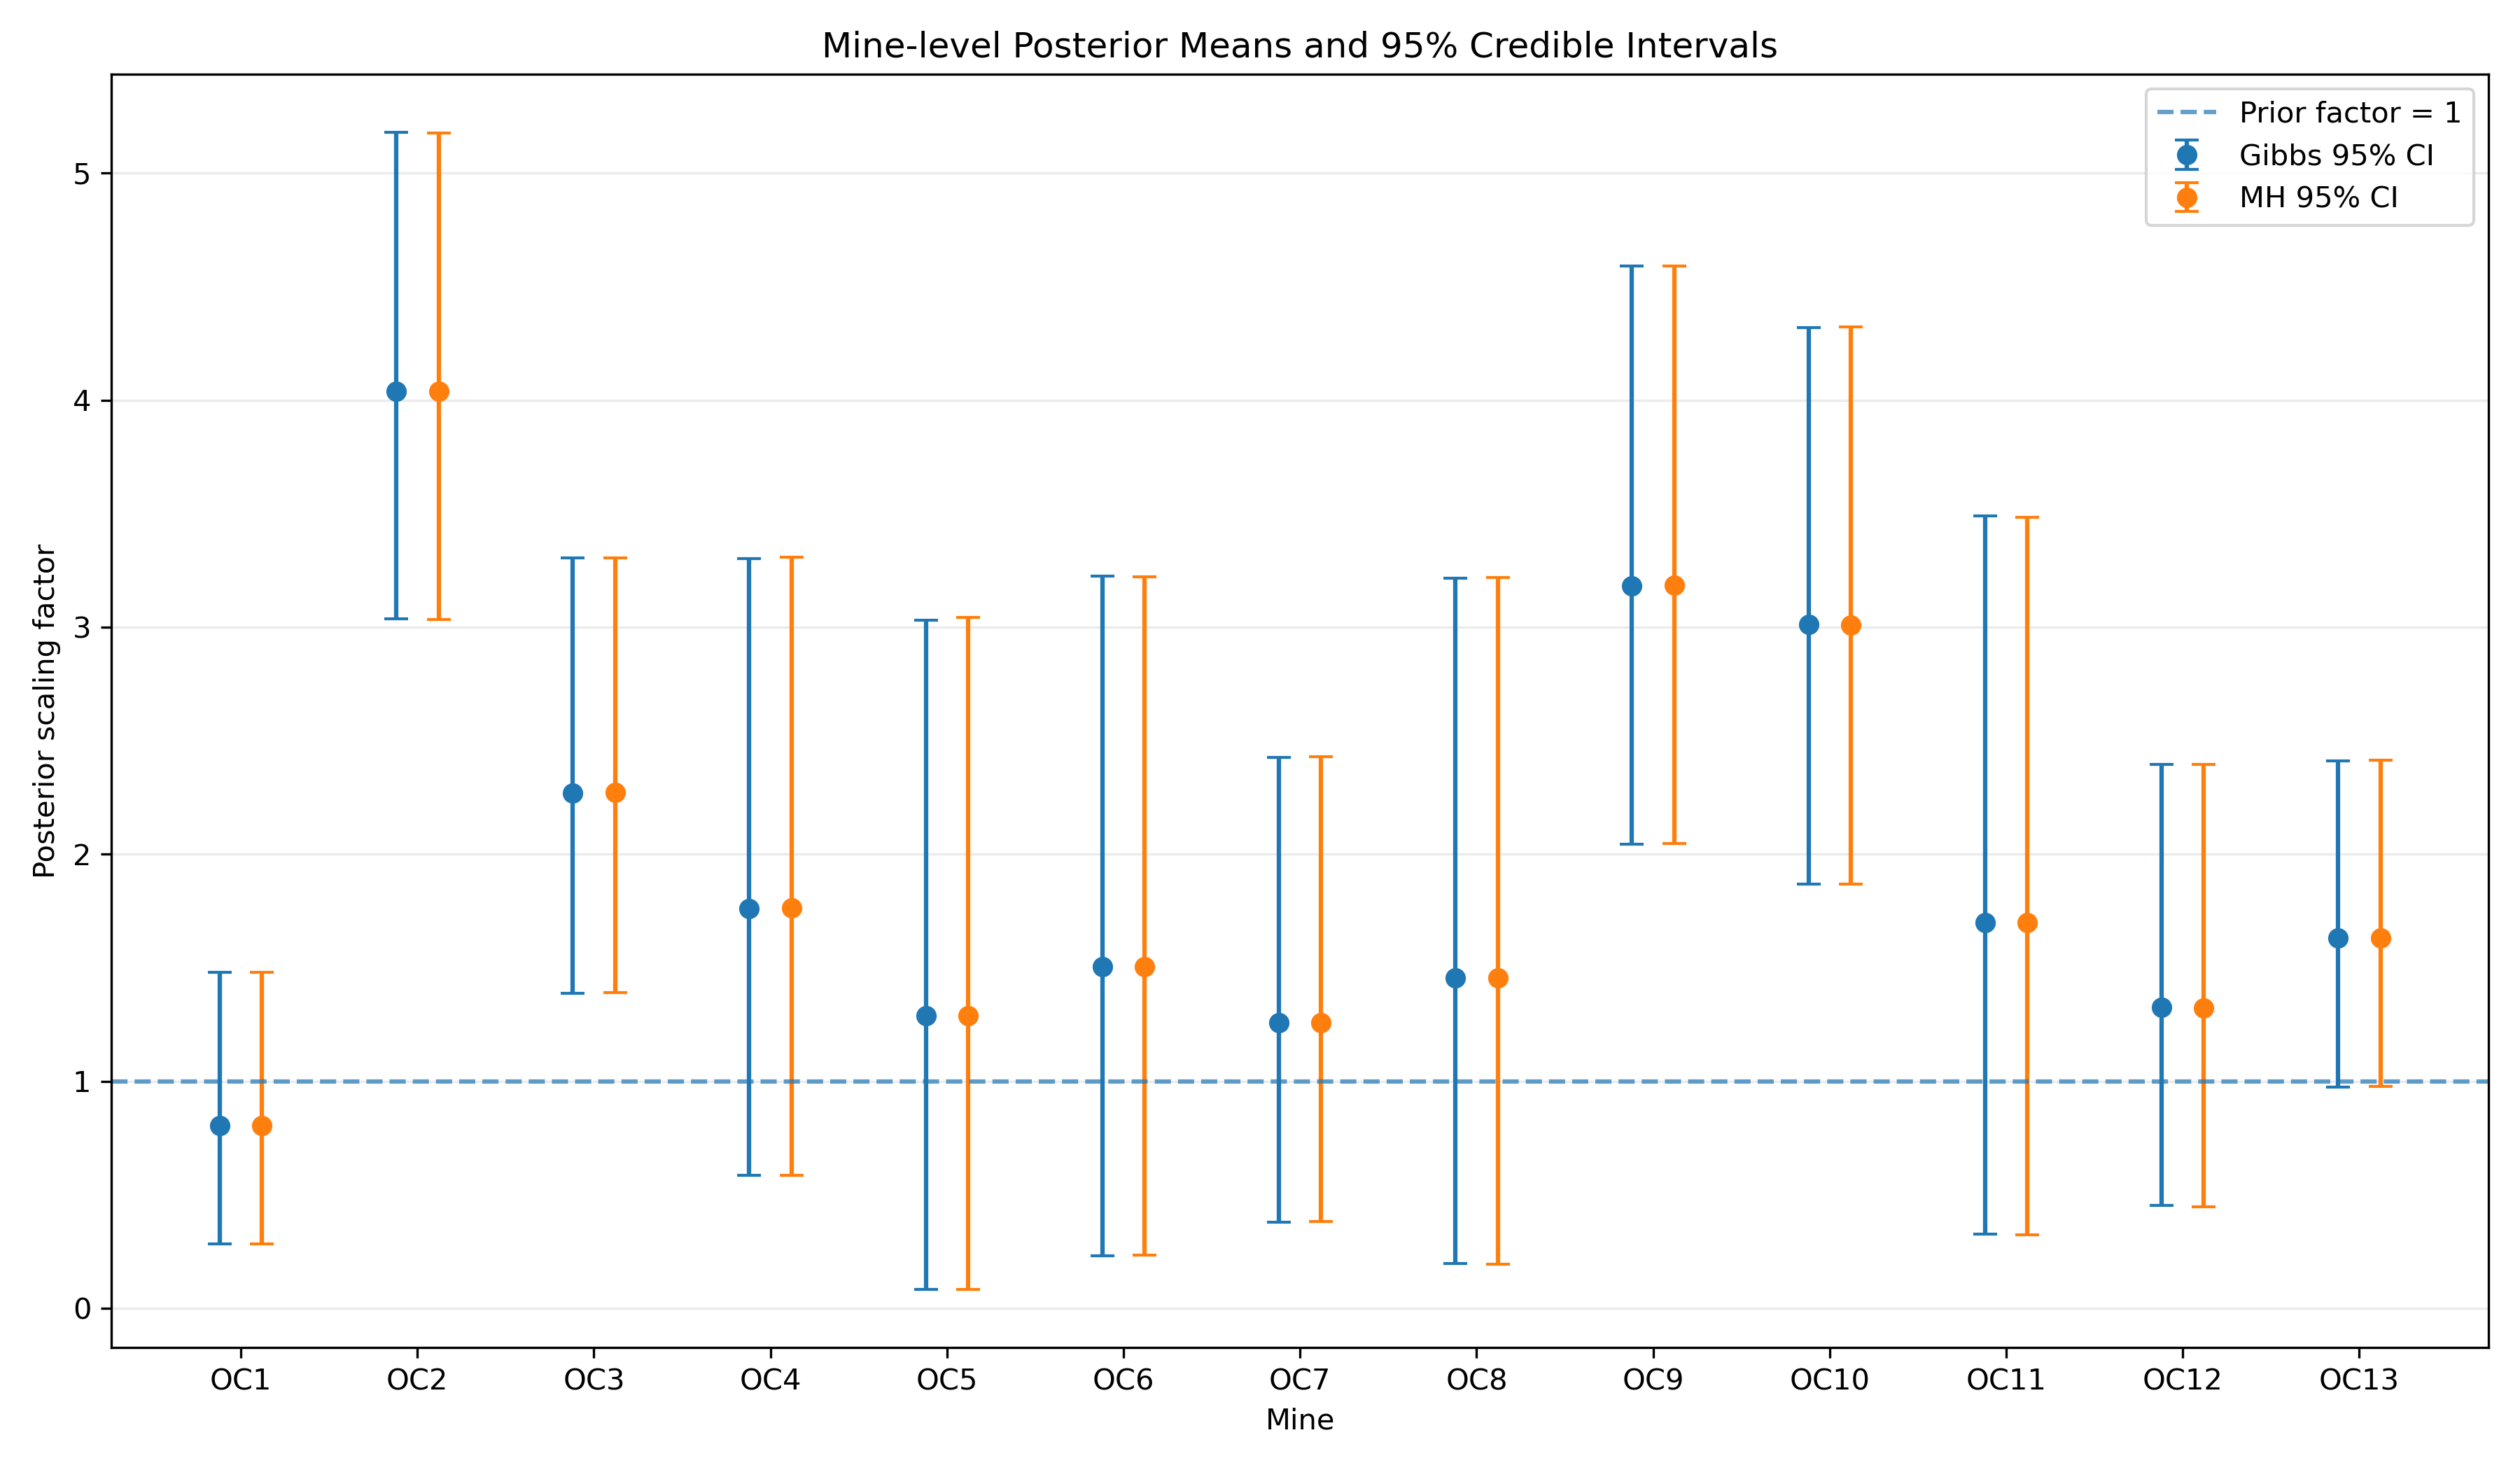 Mine-level Posterior Means and 95% Credible Intervals
Prior factor = 1
Gibbs 95% CI
MH 95% CI
Posterior scaling factor
5
4
3
2
1
0
OC1 OC2 OC3 OC4 OC5 OC6 OC7 OC8 OC9 OC10 OC11 OC12 OC13
Mine